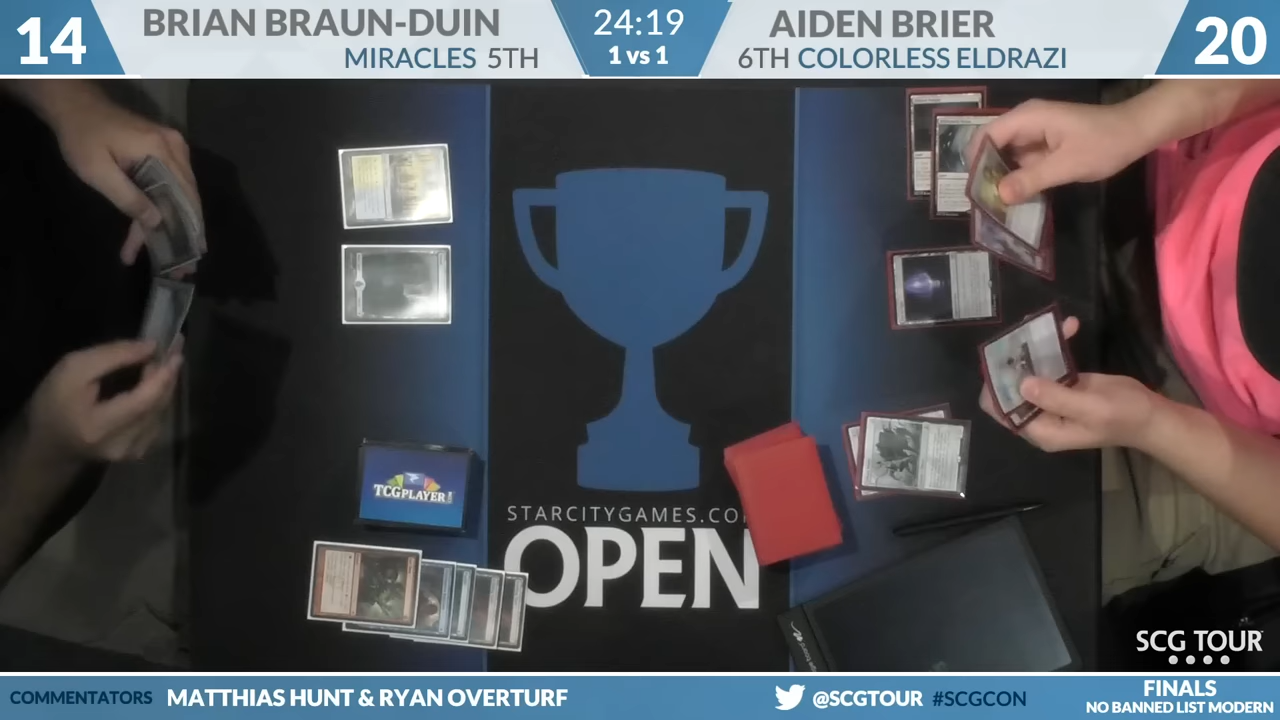 14
BRIAN BRAUN-DUIN
MIRACLES 5TH
24:19
1 vs 1
AIDEN BRIER
6TH COLORLESS ELDRAZI
20
TCGPLAYER
STARCITYGAMES.CO
OPEN
SCG TOUR
COMMENTATORS MATTHIAS HUNT & RYAN OVERTURF
@SCGTOUR #SCGCON
FINALS
NO BANNED LIST MODERN